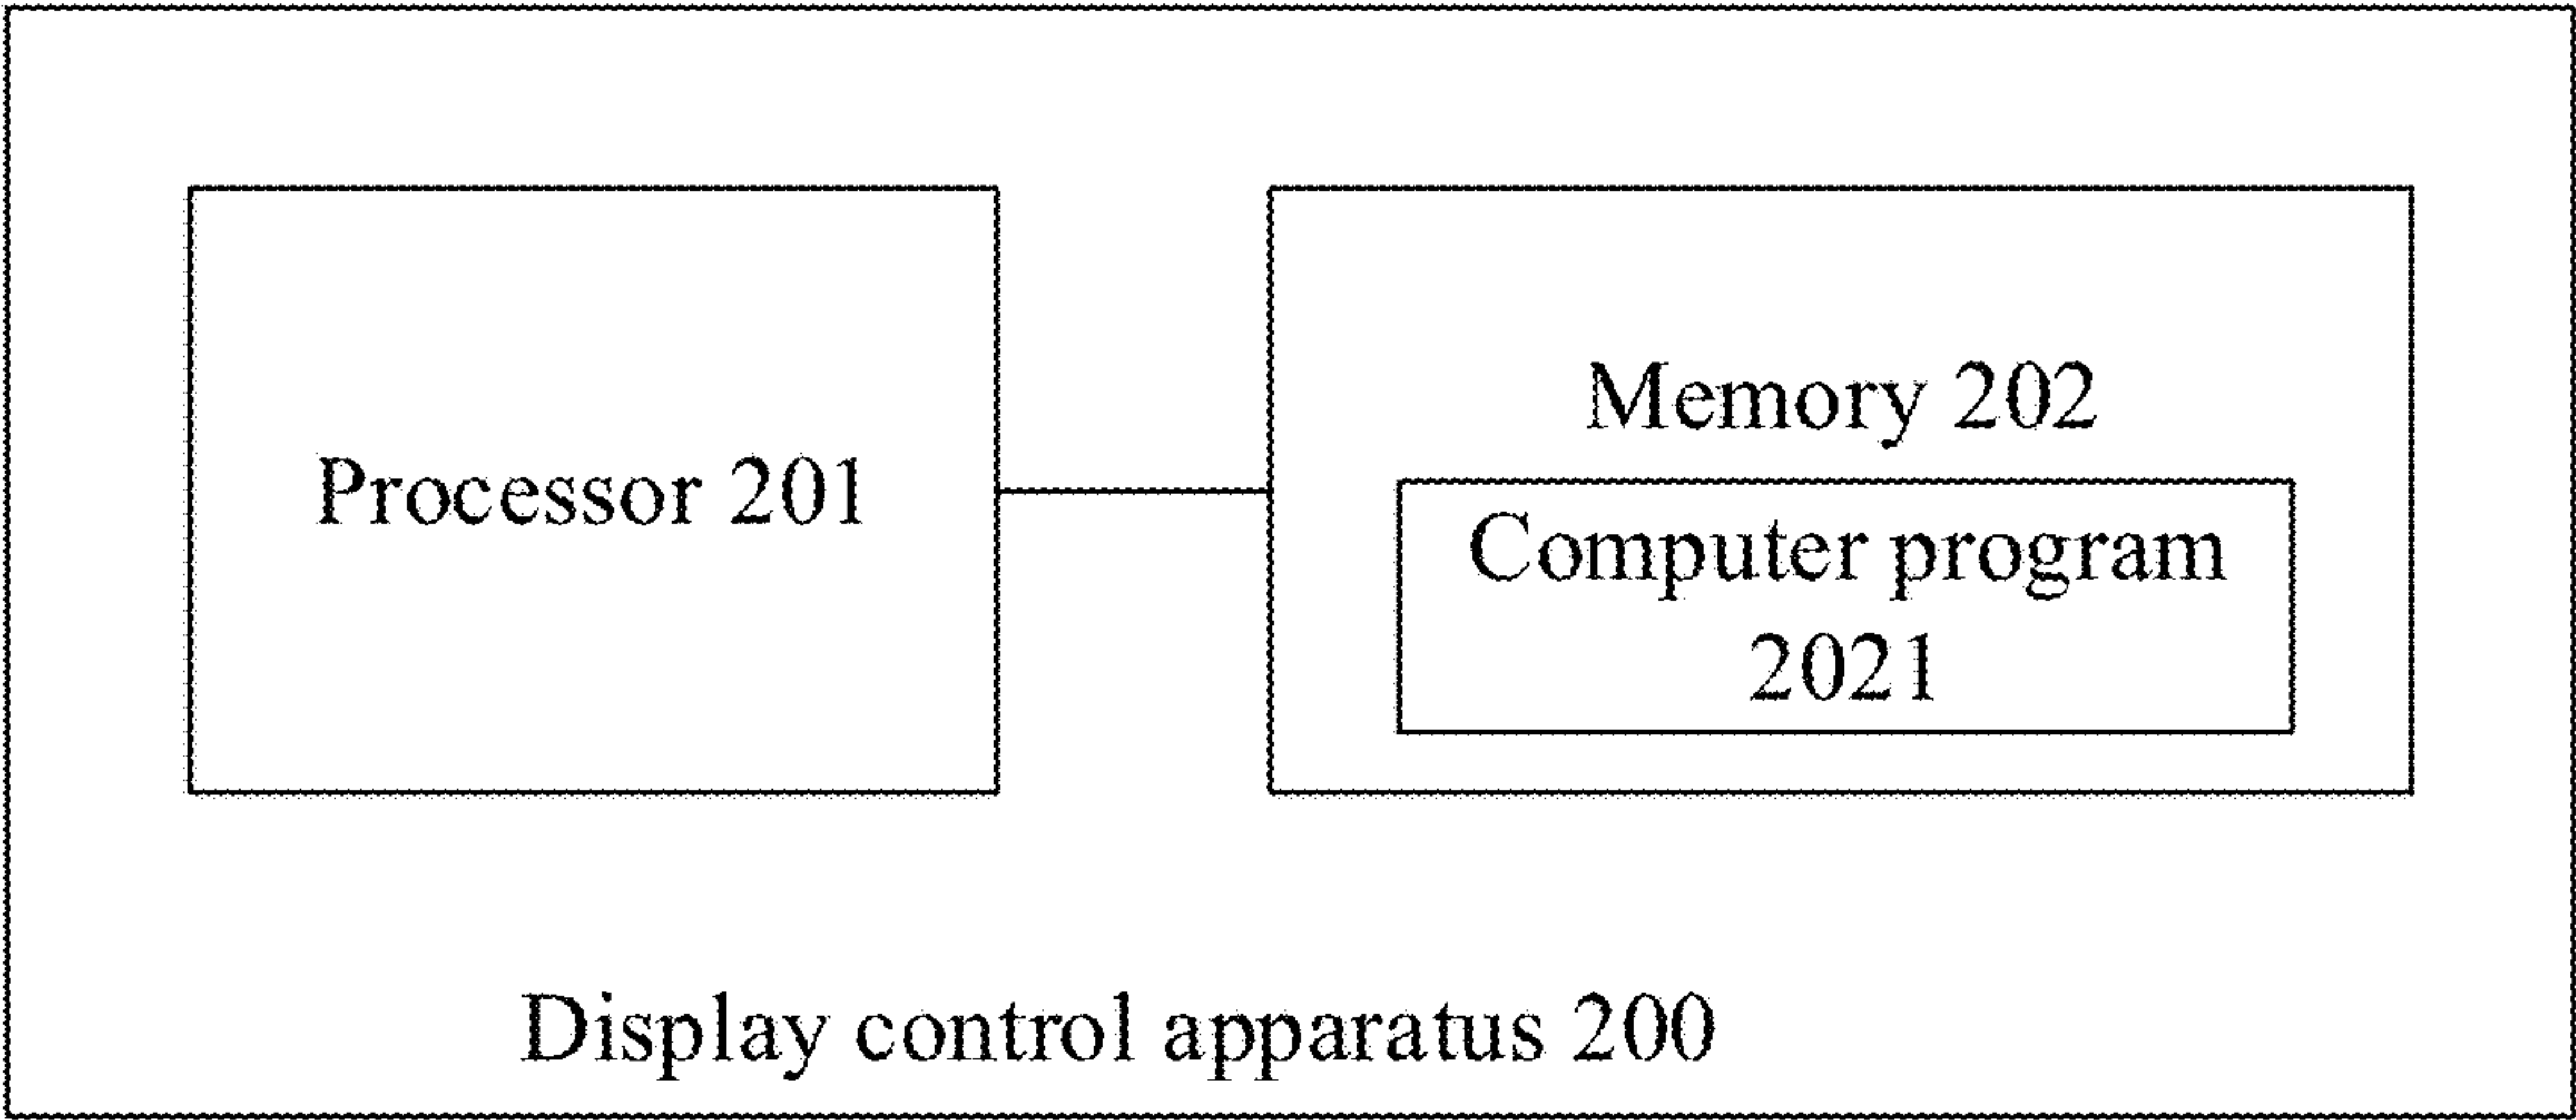 Processor 201
Memory 202
Computer program
2021
Display control apparatus 200